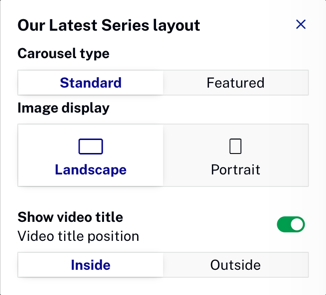 Our Latest Series layout
Carousel type
Standard Featured
Image display
Landscape Portrait
Show video title
Video title position
Inside Outside